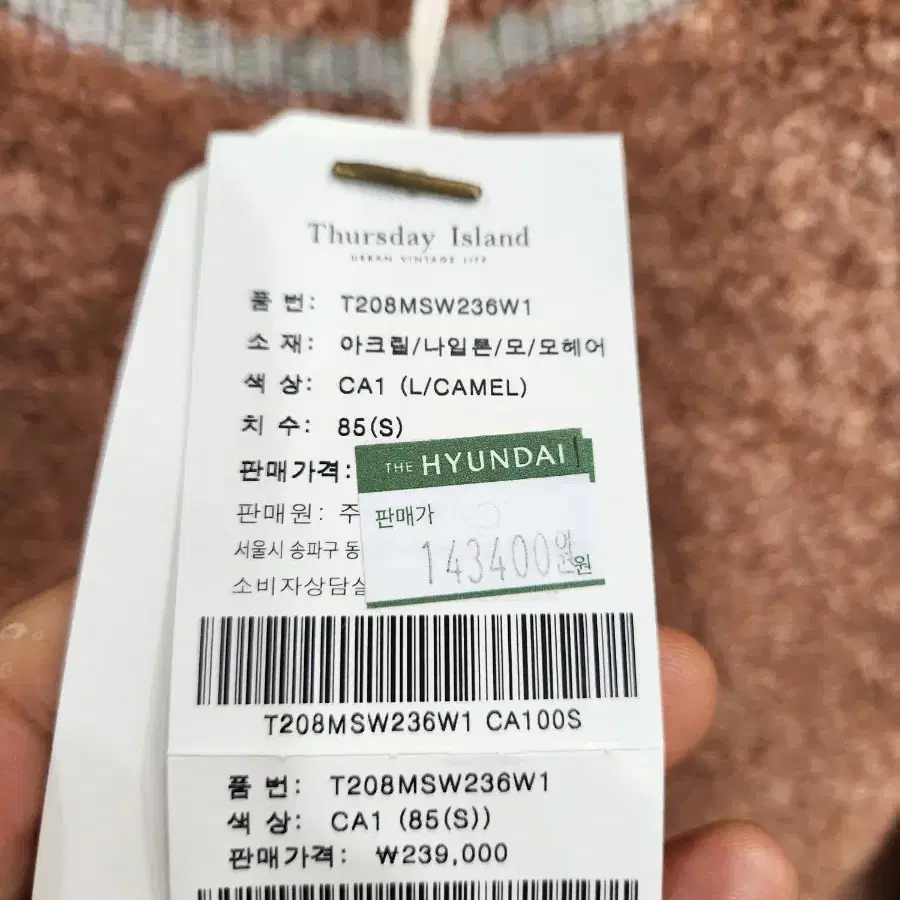 Thursday Island
URBAN VINTAGE LIFE
품 번: T208MSW236W1
소 재: 아크릴/나일론/모/모헤어
색 상: CA1 (L/CAMEL)
치 수: 85(S)
판매가격:
THE HYUNDAI
판매원: 주
판매가
서울시 송파구
143400원
소비자상담실
T208MSW236W1 CA100S
품 번: T208MSW236W1
색 상: CA1 (85(S))
판매가격: ₩239,000